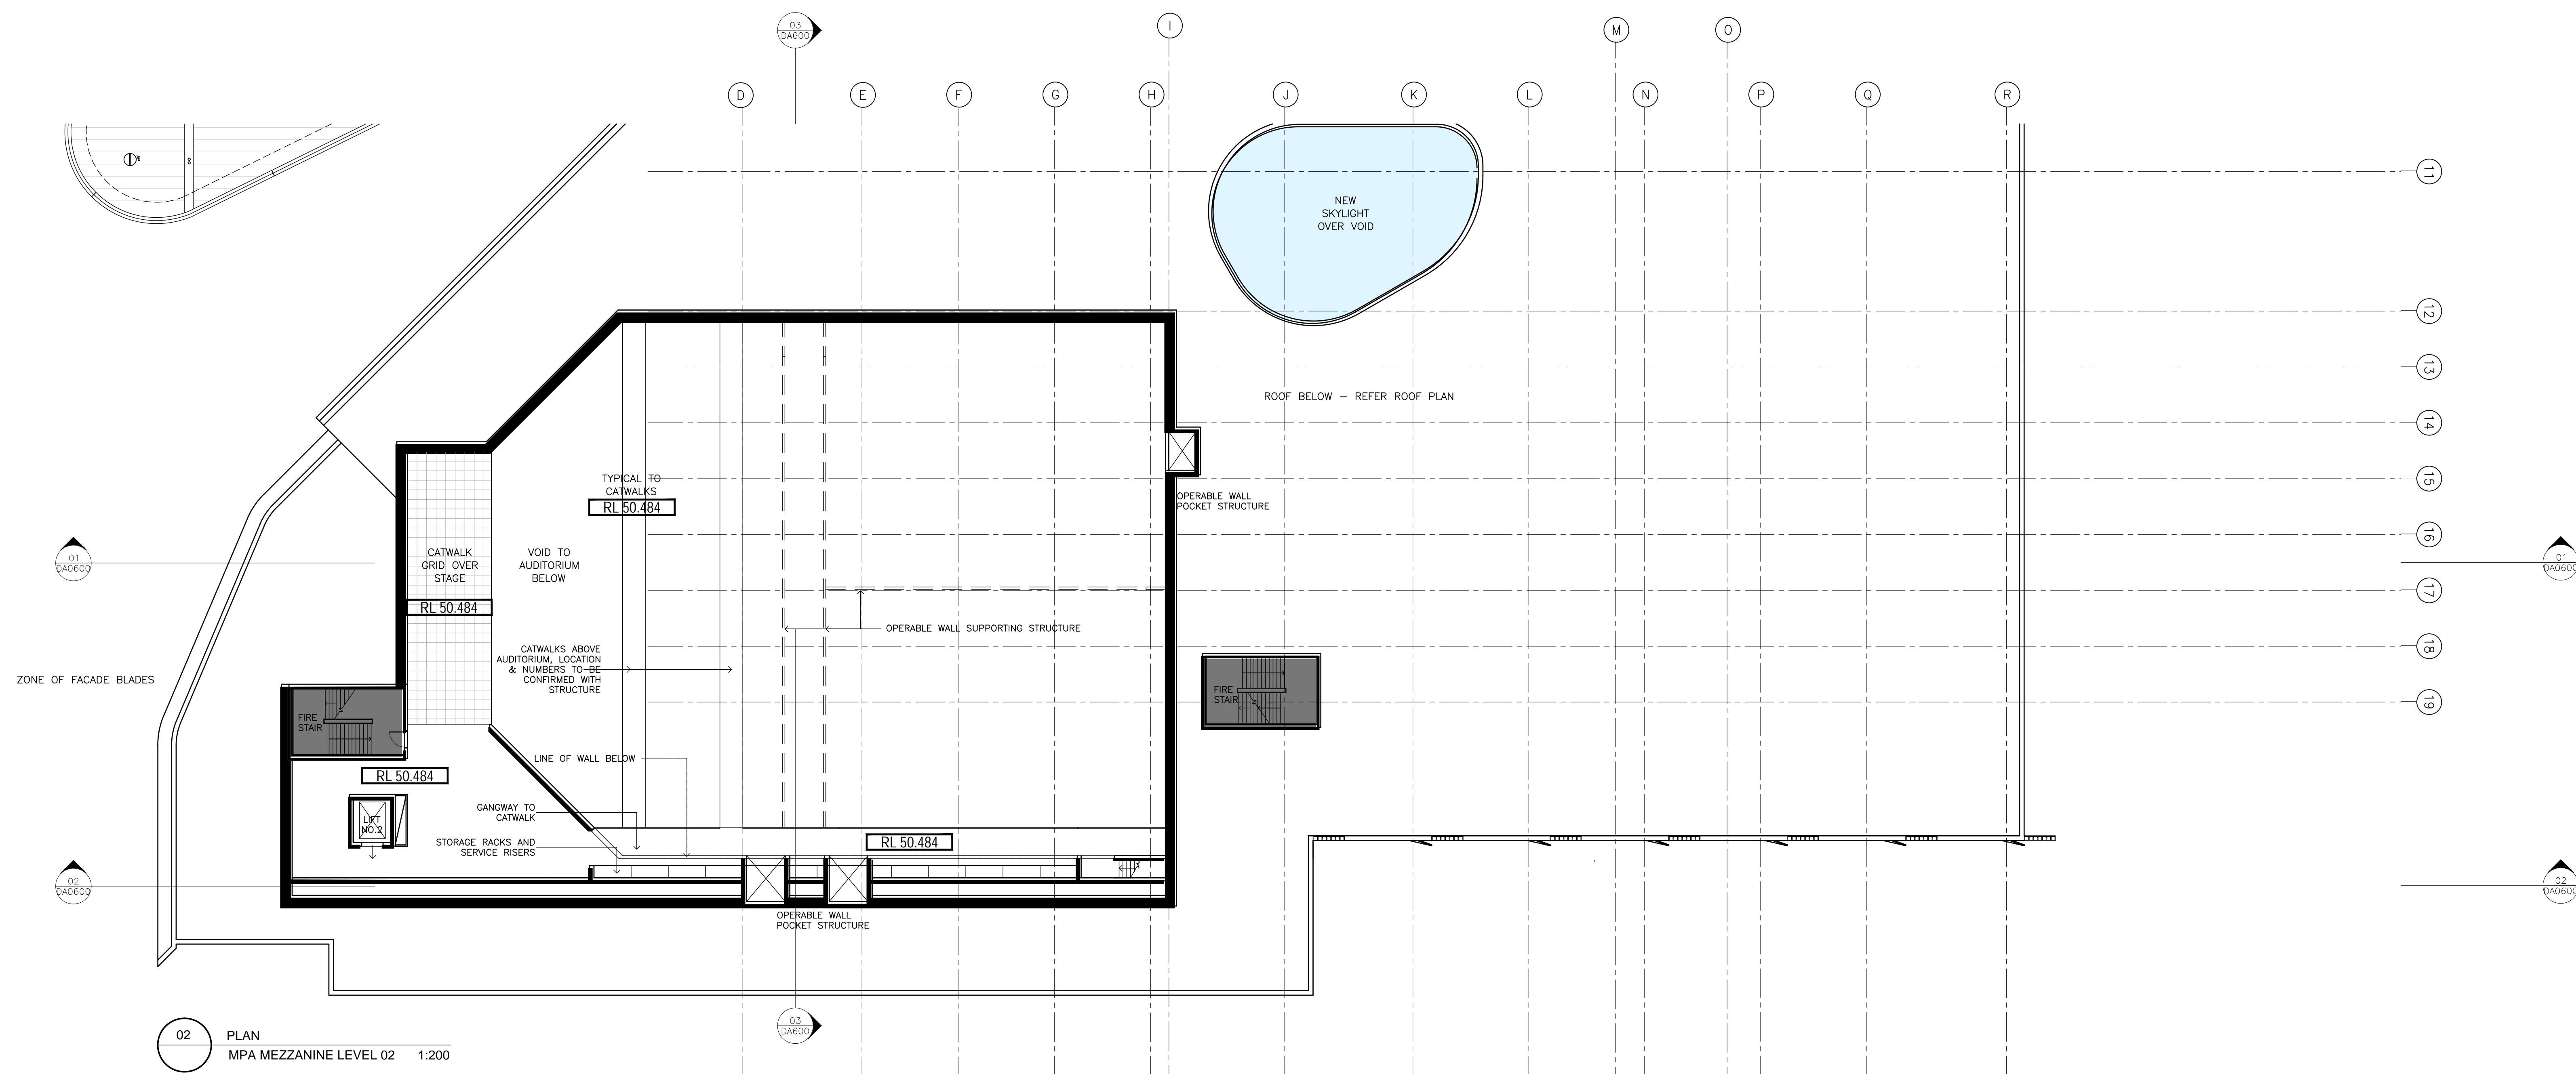 03
DA600
I
M
O
D
E
F
G
H
J
K
L
N
P
Q
R
11
NEW
SKYLIGHT
OVER VOID
12
13
ROOF BELOW – REFER ROOF PLAN
14
TYPICAL TO
CATWALKS
RL 50.484
15
OPERABLE WALL
POCKET STRUCTURE
16
01
DA0600
CATWALK
GRID OVER
STAGE
VOID TO
AUDITORIUM
BELOW
01
DA0600
17
RL 50.484
OPERABLE WALL SUPPORTING STRUCTURE
18
CATWALKS ABOVE
AUDITORIUM, LOCATION
& NUMBERS TO BE
CONFIRMED WITH
STRUCTURE
ZONE OF FACADE BLADES
FIRE
STAIR
FIRE
STAIR
19
LINE OF WALL BELOW
RL 50.484
GANGWAY TO
CATWALK
LIFT
NO.2
STORAGE RACKS AND
SERVICE RISERS
RL 50.484
02
DA0600
02
DA0600
OPERABLE WALL
POCKET STRUCTURE
03
DA600
02
PLAN
MPA MEZZANINE LEVEL 02 1:200